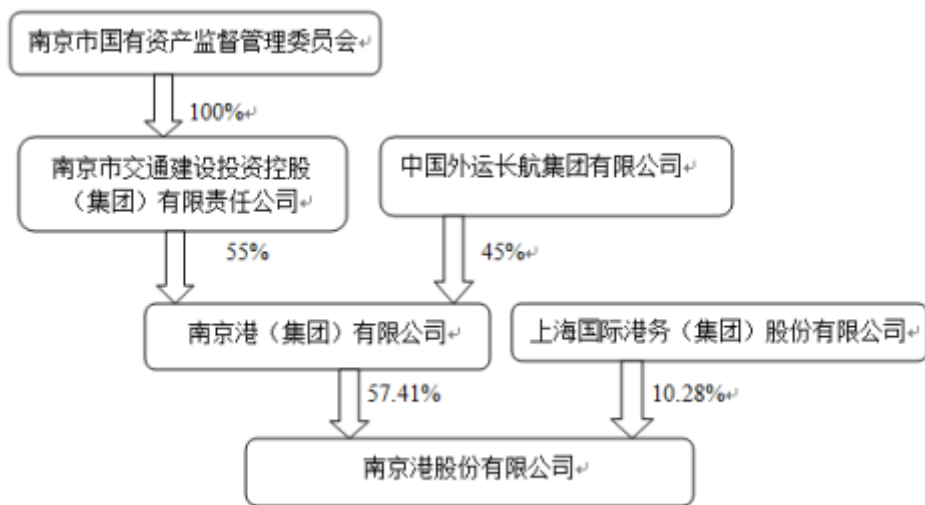 南京市国有资产监督管理委员会
100%
南京市交通建设投资控股
（集团）有限责任公司
中国外运长航集团有限公司
55%
45%
南京港（集团）有限公司
上海国际港务（集团）股份有限公司
57.41%
10.28%
南京港股份有限公司